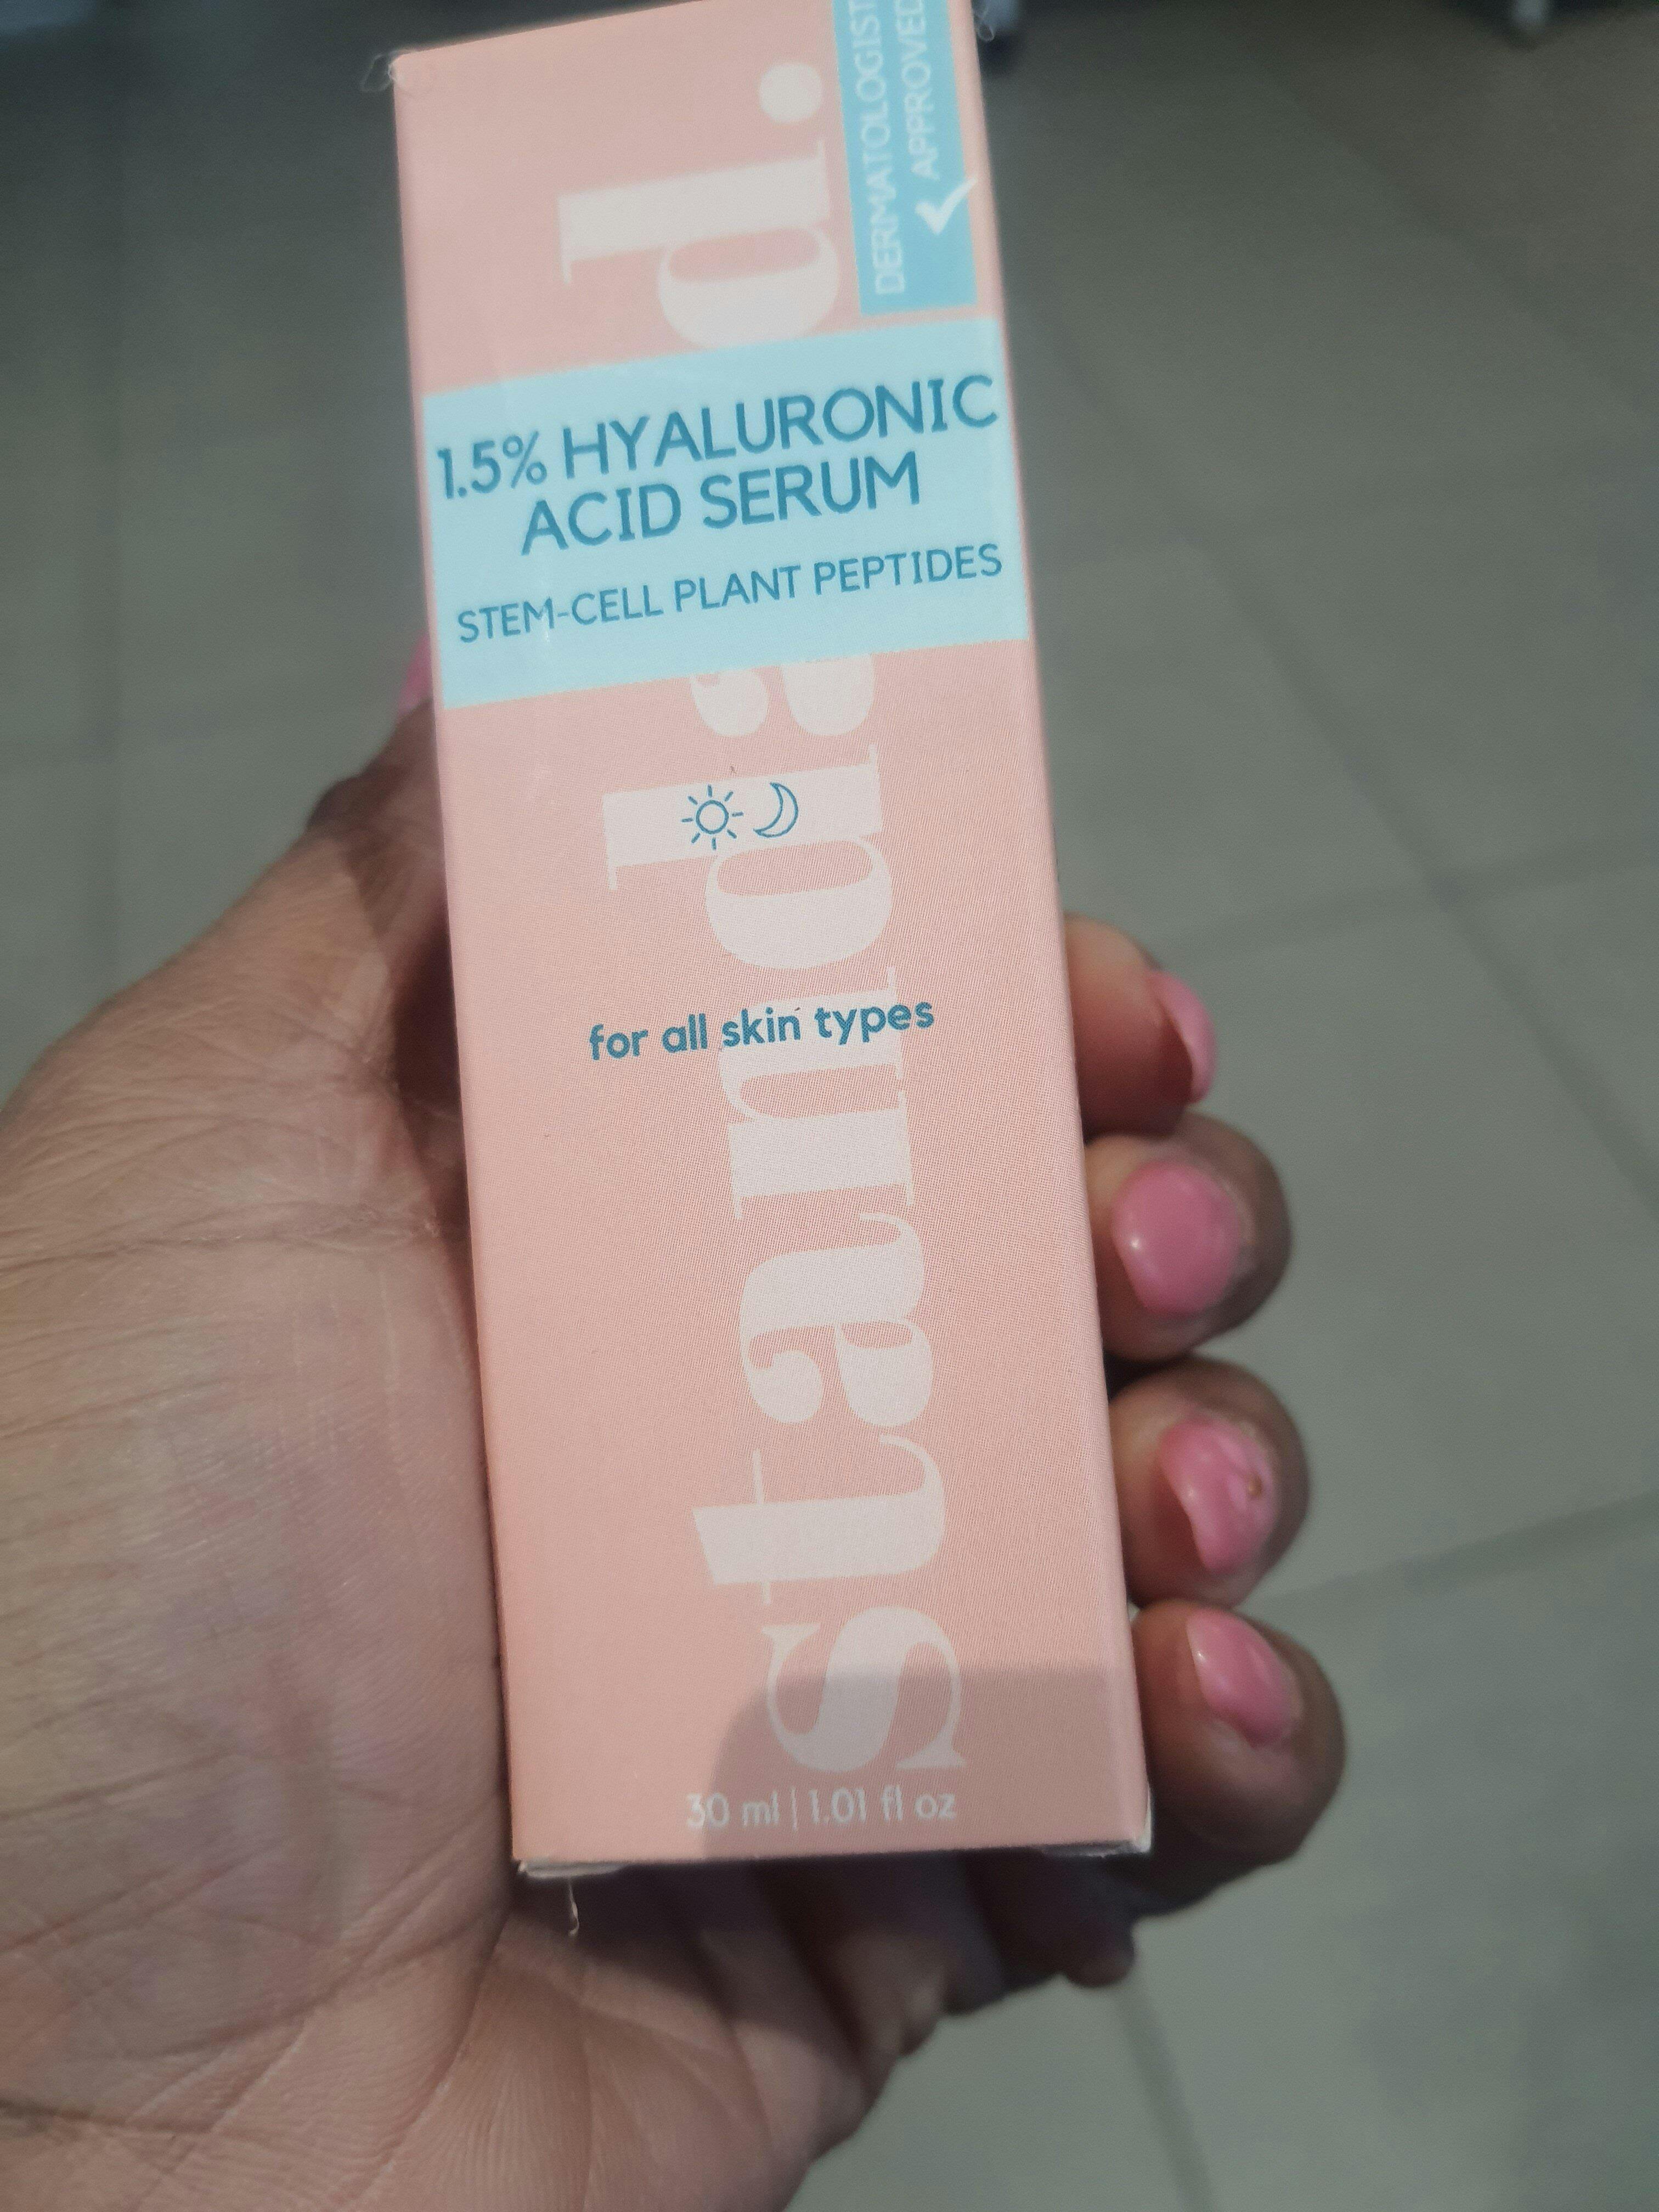 DERMATOLOGIST
APPROVED
1.5% HYALURONIC
ACID SERUM
STEM-CELL PLANT PEPTIDES
standa d.
for all skin types
30 ml | 1.01 fl oz